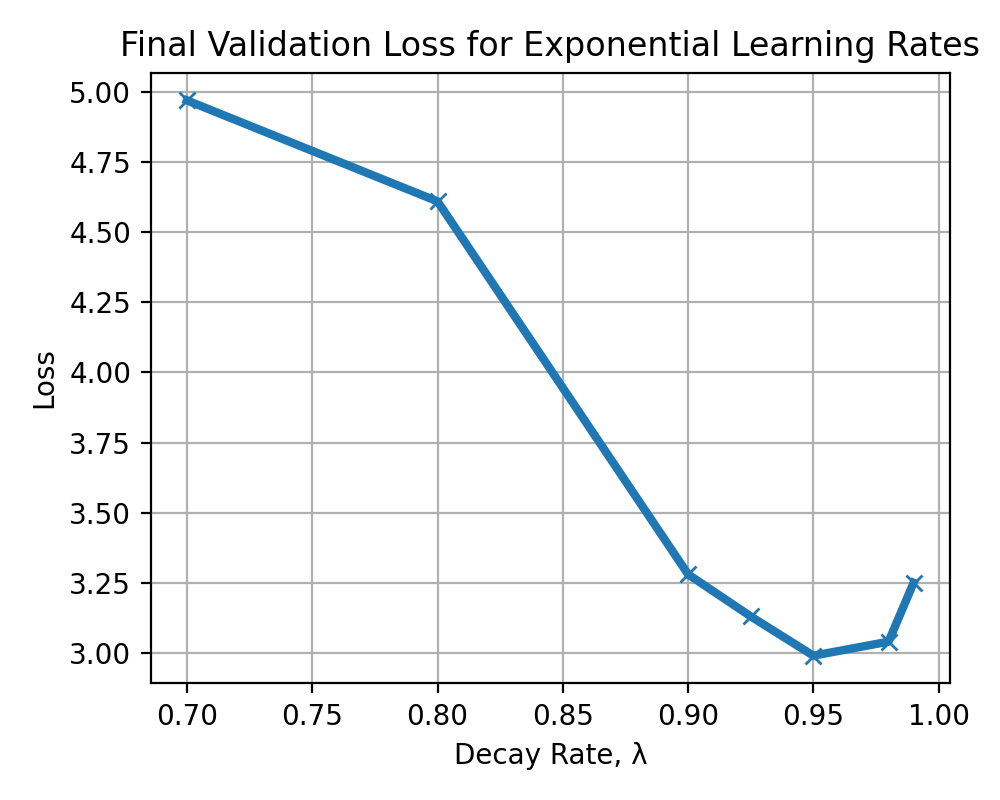 Final Validation Loss for Exponential Learning Rates
5.00
4.75
4.50
4.25
4.00
3.75
3.50
3.25
3.00
Loss
0.70 0.75 0.80 0.85 0.90 0.95 1.00
Decay Rate, λ